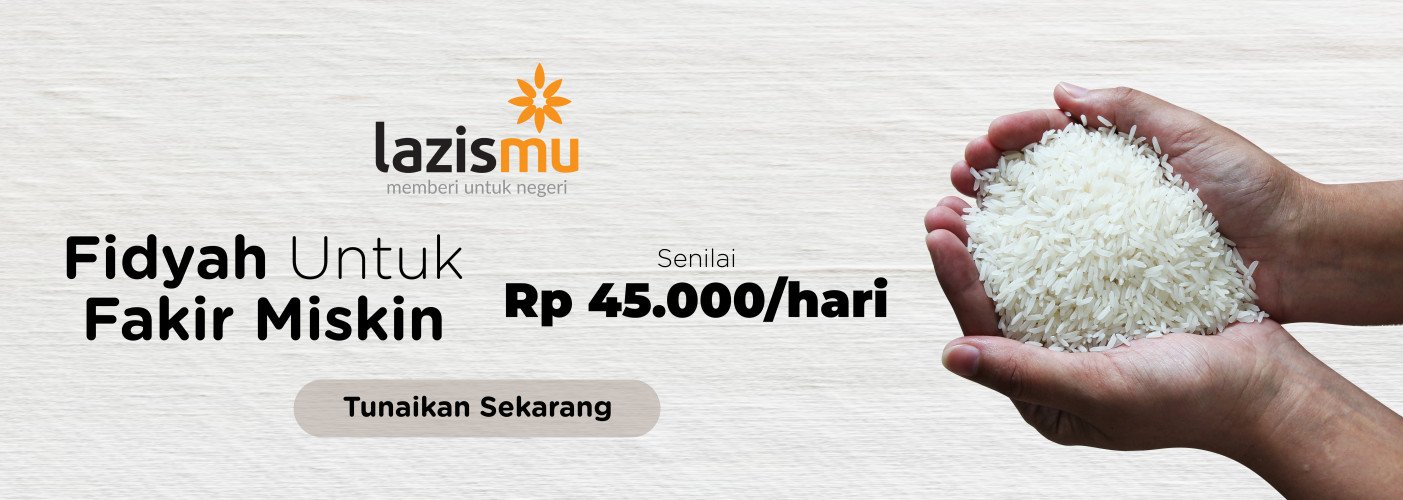 lazismu
memberi untuk negeri
Fidyah Untuk
Fakir Miskin
Senilai
Rp 45.000/hari
Tunaikan Sekarang